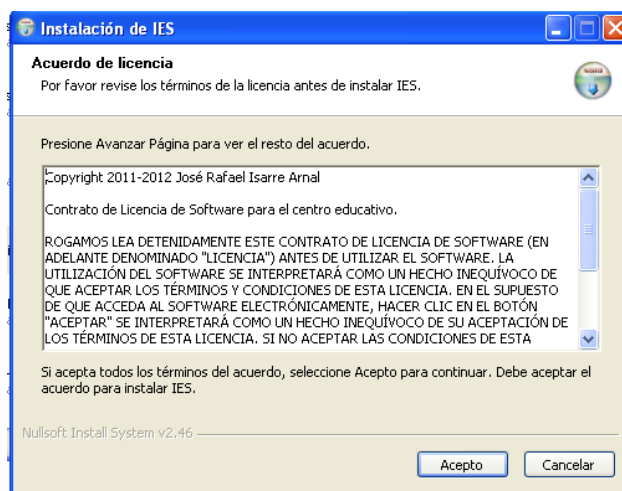 Instalación de IES
Acuerdo de licencia
Por favor revise los términos de la licencia antes de instalar IES.
Presione Avanzar Página para ver el resto del acuerdo.
Copyright 2011-2012 José Rafael Isarre Arnal
Contrato de Licencia de Software para el centro educativo.
ROGAMOS LEA DETENIDAMENTE ESTE CONTRATO DE LICENCIA DE SOFTWARE (EN
ADELANTE DENOMINADO "LICENCIA") ANTES DE UTILIZAR EL SOFTWARE. LA
UTILIZACIÓN DEL SOFTWARE SE INTERPRETARÁ COMO UN HECHO INEQUÍVOCO DE
QUE ACEPTAR LOS TÉRMINOS Y CONDICIONES DE ESTA LICENCIA. EN EL SUPUESTO
DE QUE ACCEDA AL SOFTWARE ELECTRÓNICAMENTE, HACER CLIC EN EL BOTÓN
"ACEPTAR" SE INTERPRETARÁ COMO UN HECHO INEQUÍVOCO DE SU ACEPTACIÓN DE
LOS TÉRMINOS DE ESTA LICENCIA. SI NO ACEPTAR LAS CONDICIONES DE ESTA
Si acepta todos los términos del acuerdo, seleccione Acepto para continuar. Debe aceptar el
acuerdo para instalar IES.
Nullsoft Install System v2.46
Acepto
Cancelar